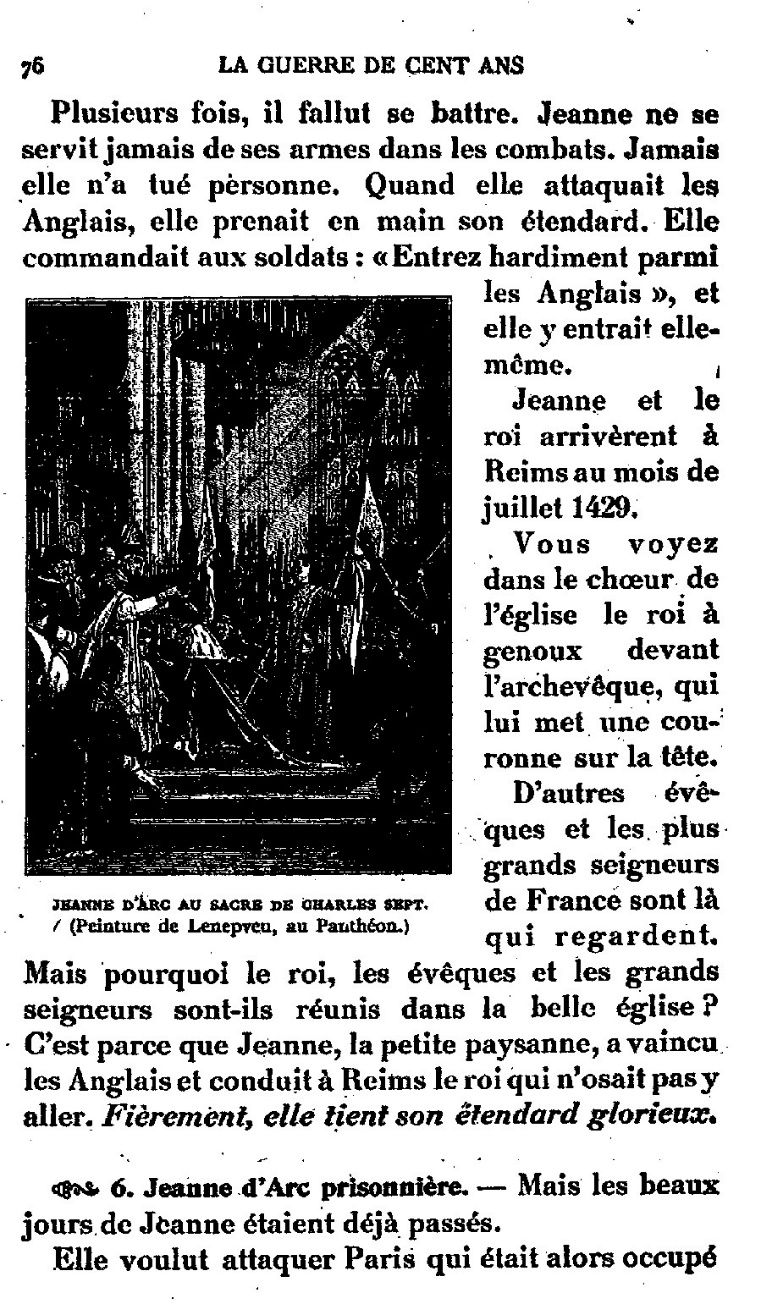 76 LA GUERRE DE CENT ANS
Plusieurs fois, il fallut se battre. Jeanne ne se
servit jamais de ses armes dans les combats. Jamais
elle n'a tué personne. Quand elle attaquait les
Anglais, elle prenait en main son étendard. Elle
commandait aux soldats : « Entrez hardiment parmi
les Anglais », et
elle y entrait elle-
même.
Jeanne et le
roi arrivèrent à
Reims au mois de
juillet 1429.
Vous voyez
dans le chœur de
l'église le roi à
genoux devant
l'archevêque, qui
lui met une cou-
ronne sur la tête.
D'autres évê-
ques et les plus
grands seigneurs
de France sont là
qui regardent.
JEANNE D'ARC AU SACRE DE CHARLES SEPT.
(Peinture de Lenepveu, au Panthéon.)
Mais pourquoi le roi, les évêques et les grands
seigneurs sont-ils réunis dans la belle église ?
C'est parce que Jeanne, la petite paysanne, a vaincu
les Anglais et conduit à Reims le roi qui n'osait pas y
aller. Fièrement, elle tient son étendard glorieux.
6. Jeanne d'Arc prisonnière. — Mais les beaux
jours de Jeanne étaient déjà passés.
Elle voulut attaquer Paris qui était alors occupé